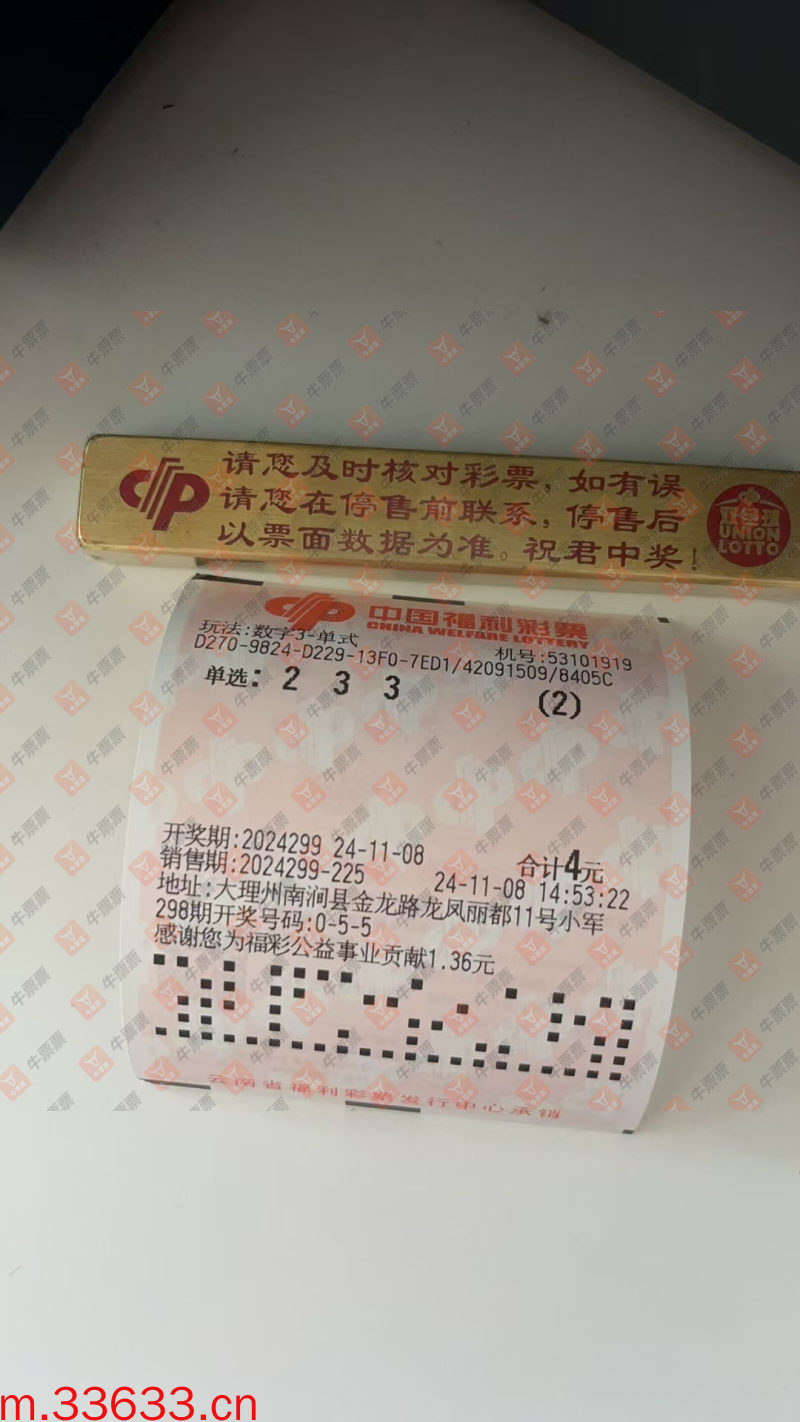 请您及时核对彩票,如有误
请您在停售前联系,停售后
以票面数据为准。祝君中奖!
UNION
LOTTO
中国福利彩票
CHINA WELFARE LOTTERY
玩法:数字3-单式
机号:53101919
D270-9824-D229-13F0-7ED1/42091509/8405C
单选: 2 3 3 (2)
开奖期:2024299 24-11-08
合计4元
销售期:2024299-225
24-11-08 14:53:22
地址:大理州南涧县金龙路龙凤丽都11号小军
298期开奖号码:0-5-5
感谢您为福彩公益事业贡献1.36元
云南省福利彩票发行中心承销
牛票票
m.33633.cn